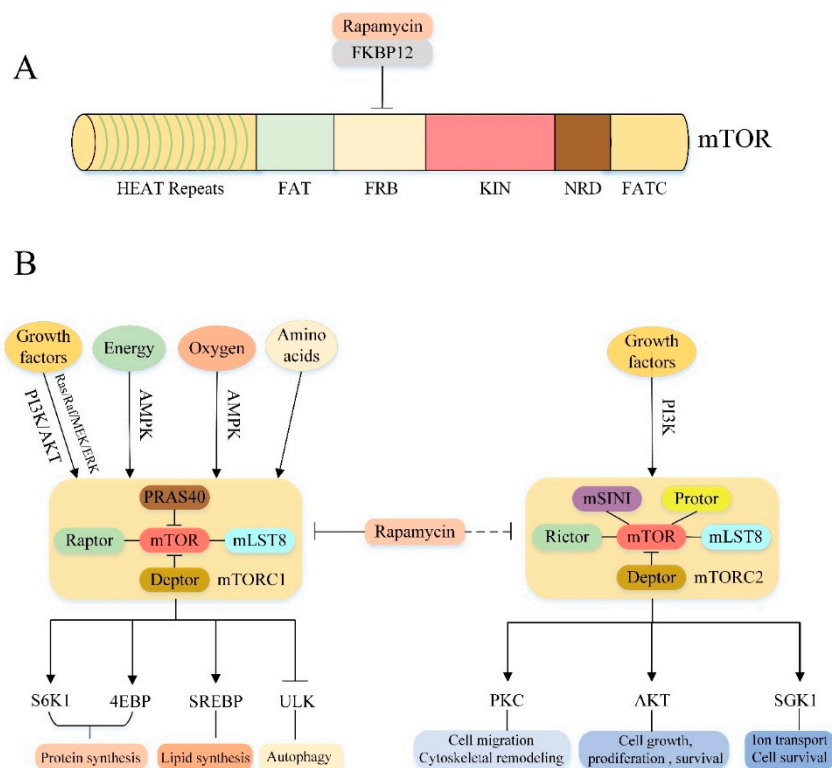 A
Rapamycin
FKBP12
mTOR
HEAT Repeats
FAT
FRB
KIN
NRD
FATC
B
Growth
factors
Energy
Oxygen
Amino
acids
PI3K/AKT
Ras/Raf/MEK/ERK
AMPK
AMPK
PRAS40
Raptor
mTOR
mLST8
Deptor
mTORC1
Rapamycin
Growth
factors
PI3K
mSINI
Protor
Rictor
mTOR
mLST8
Deptor
mTORC2
S6K1
4EBP
SREBP
ULK
Protein synthesis
Lipid synthesis
Autophagy
PKC
AKT
SGK1
Cell migration
Cytoskeletal remodeling
Cell growth,
prodiferation , survival
Ion transport
Cell survival